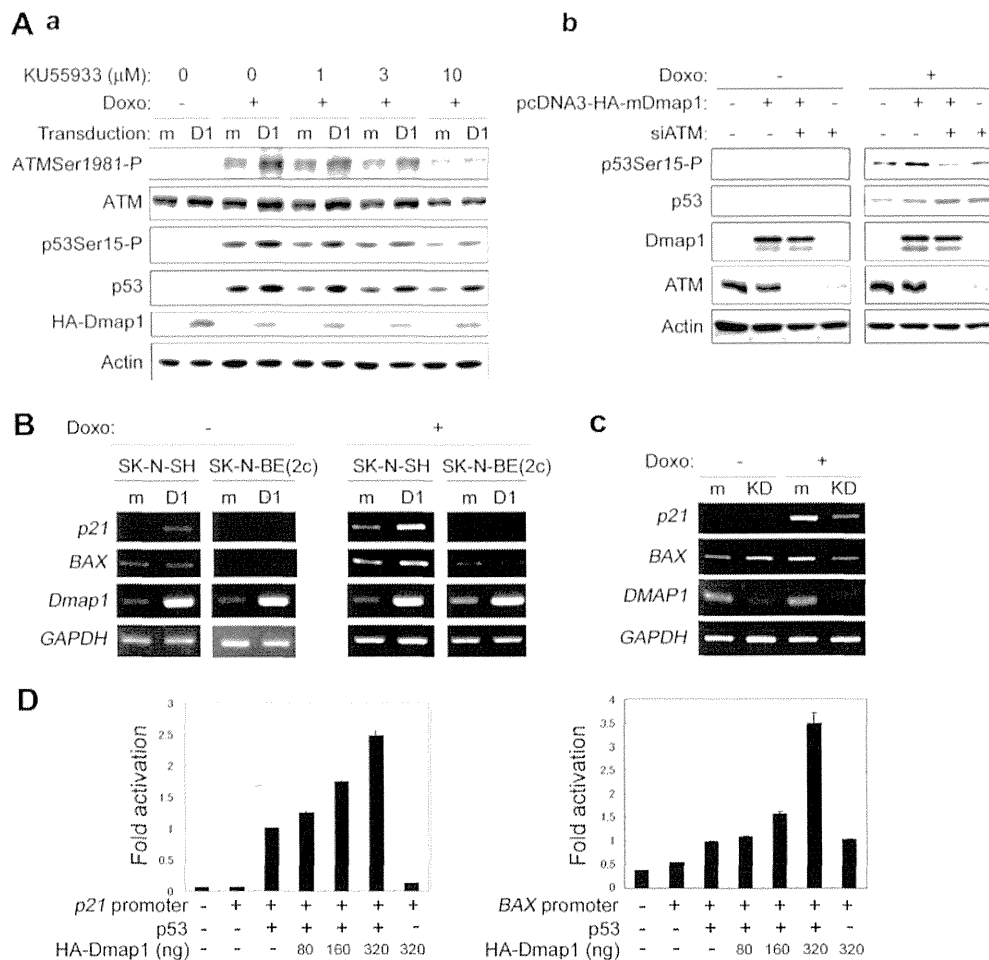 A a
KU55933 (μM): 0 0 1 3 10
Doxo: - + + + +
Transduction: m D1 m D1 m D1 m D1 m D1
ATMSer1981-P
ATM
p53Ser15-P
p53
HA-Dmap1
Actin
b
Doxo: - +
pcDNA3-HA-mDmap1: - + + - - + + -
siATM: - - + + - - + +
p53Ser15-P
p53
Dmap1
ATM
Actin
B Doxo: - +
SK-N-SH SK-N-BE(2c) SK-N-SH SK-N-BE(2c)
m D1 m D1 m D1 m D1
p21
BAX
Dmap1
GAPDH
c
Doxo: - +
m KD m KD
p21
BAX
DMAP1
GAPDH
D
Fold activation
3
2.5
2
1.5
1
0.5
0
p21 promoter - + + + + + +
p53 - - + + + + -
HA-Dmap1 (ng) - - - 80 160 320 320
Fold activation
4
3.5
3
2.5
2
1.5
1
0.5
0
BAX promoter - + + + + + +
p53 - - + + + + -
HA-Dmap1 (ng) - - - 80 160 320 320